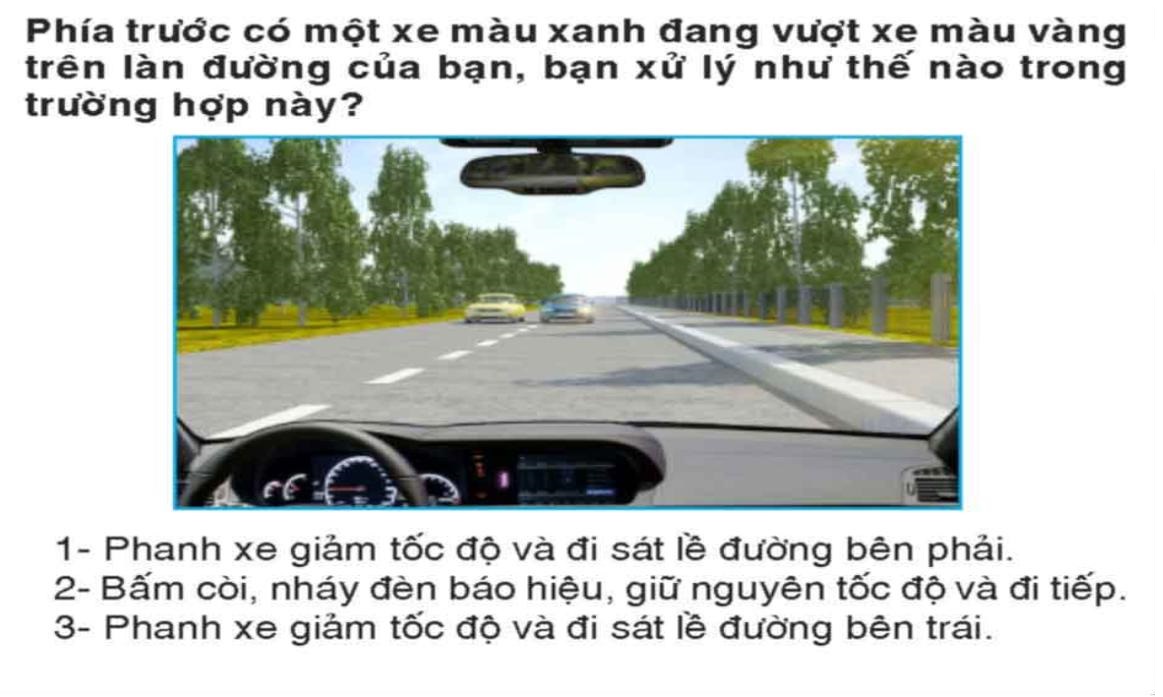 Phía trước có một xe màu xanh đang vượt xe màu vàng
trên làn đường của bạn, bạn xử lý như thế nào trong
trường hợp này?
1- Phanh xe giảm tốc độ và đi sát lề đường bên phải.
2- Bấm còi, nháy đèn báo hiệu, giữ nguyên tốc độ và đi tiếp.
3- Phanh xe giảm tốc độ và đi sát lề đường bên trái.